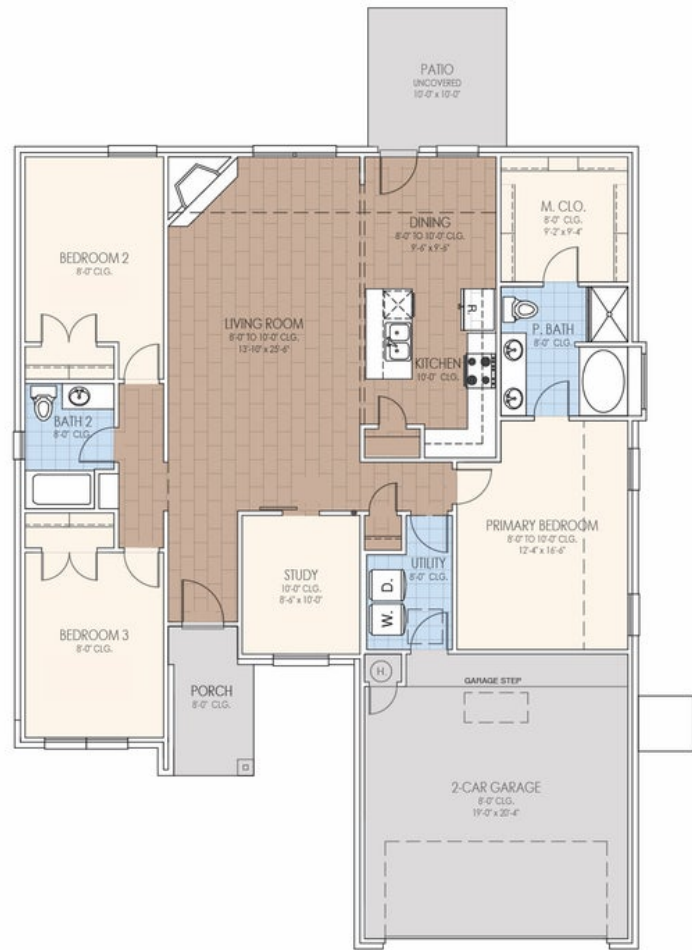 PATIO
UNCOVERED
10'-0" x 10'-0"
M. CLO.
8'-0" CLG.
9'-2" x 9'-4"
DINING
8'-0" TO 10'-0" CLG.
9'-6" x 9'-6"
BEDROOM 2
8'-0" CLG.
LIVING ROOM
8'-0" TO 10'-0" CLG.
13'-10" x 25'-6"
R.
P. BATH
8'-0" CLG.
KITCHEN
10'-0" CLG.
BATH 2
8'-0" CLG.
PRIMARY BEDROOM
8'-0" TO 10'-0" CLG.
12'-4" x 16'-6"
STUDY
10'-0" CLG.
8'-6" x 10'-0"
UTILITY
8'-0" CLG.
D.
W.
BEDROOM 3
8'-0" CLG.
H.
GARAGE STEP
PORCH
8'-0" CLG.
2-CAR GARAGE
8'-0" CLG.
19'-0" x 20'-4"